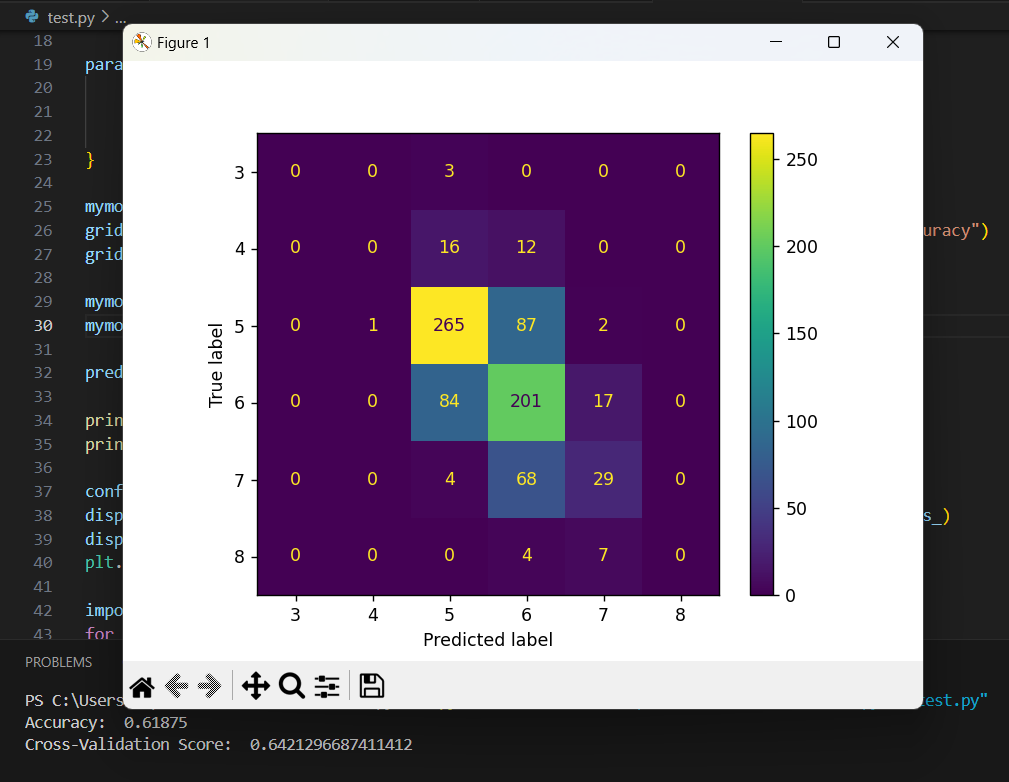 test.py > ...
Figure 1
18
19 para
20
21
22
23 }
24
25 mymo
26 grid uracy")
27 grid
28
29 mymo
30 mymo
31
32 pred
33
34 prin
35 prin
36
37 conf
38 disp s_)
39 disp
40 plt.
41
42 impo
43 for
True label
3 0 0 3 0 0 0
4 0 0 16 12 0 0
5 0 1 265 87 2 0
6 0 0 84 201 17 0
7 0 0 4 68 29 0
8 0 0 0 4 7 0
3 4 5 6 7 8
Predicted label
250
200
150
100
50
0
PROBLEMS
PS C:\Users est.py"
Accuracy: 0.61875
Cross-Validation Score: 0.6421296687411412